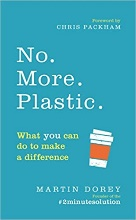 Foreword by
CHRIS PACKHAM
No.
More.
Plastic.
What you can
do to make
a difference
MARTIN DOREY
Founder of the
#2minutesolution